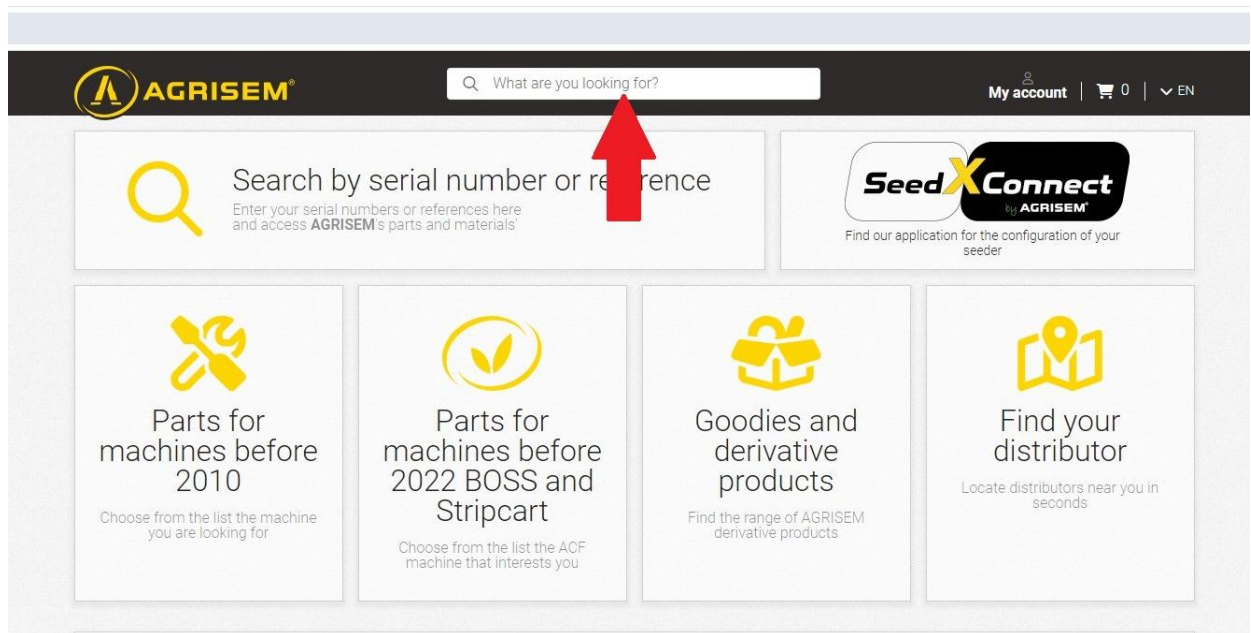 AGRISEM®
What are you looking for?
My account
0
EN
Search by serial number or reference
Enter your serial numbers or references here
and access AGRISEM's parts and materials'
Seed X Connect
by AGRISEM®
Find our application for the configuration of your
seeder
Parts for
machines before
2010
Choose from the list the machine
you are looking for
Parts for
machines before
2022 BOSS and
Stripcart
Choose from the list the ACF
machine that interests you
Goodies and
derivative
products
Find the range of AGRISEM
derivative products
Find your
distributor
Locate distributors near you in
seconds